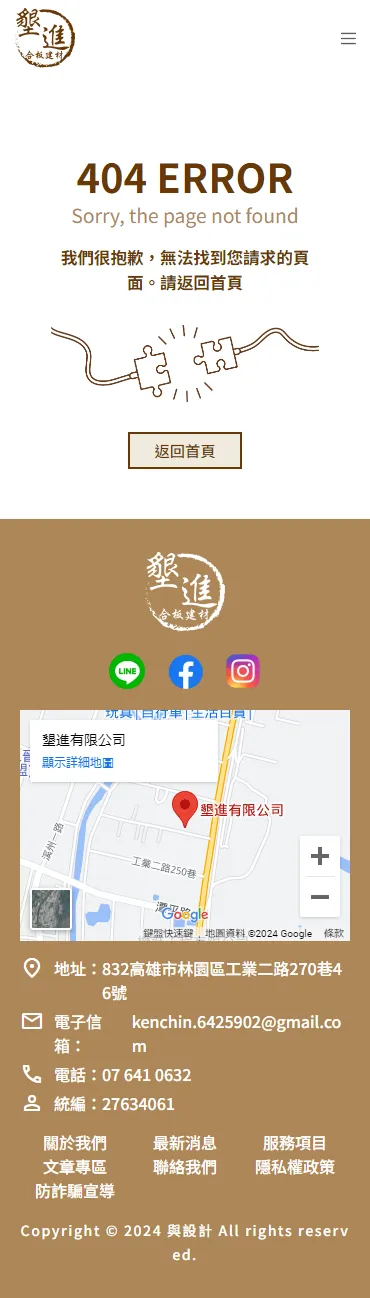 墾進
合板建材
404 ERROR
Sorry, the page not found
我們很抱歉，無法找到您請求的頁
面。請返回首頁
返回首頁
墾進
合板建材
LINE
玩具 | 自行車 | 生活百貨 |
墾進有限公司
顯示詳細地圖
墾進有限公司
溪州一路
工業二路250巷
潭平路
Google
鍵盤快速鍵 地圖資料 ©2024 Google 條款
地址：832高雄市林園區工業二路270巷4
6號
電子信 kenchin.6425902@gmail.co
箱： m
電話：07 641 0632
統編：27634061
關於我們 最新消息 服務項目
文章專區 聯絡我們 隱私權政策
防詐騙宣導
Copyright © 2024 與設計 All rights reserv
ed.